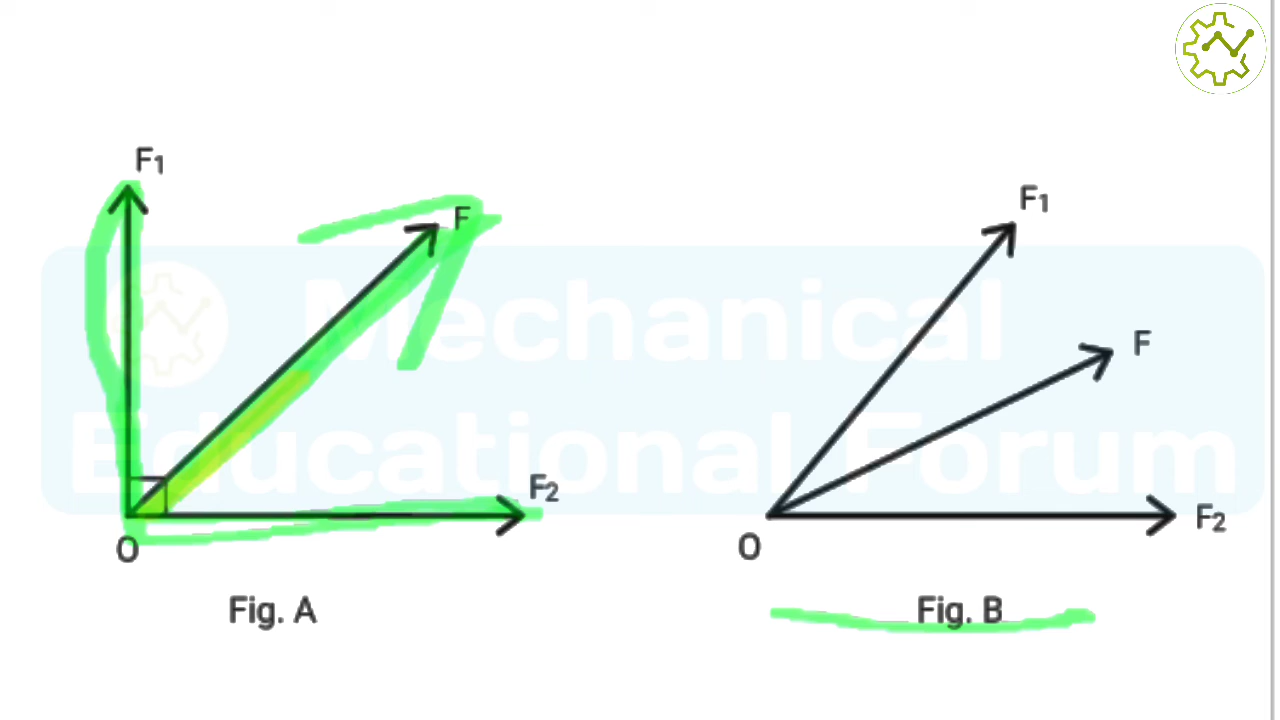 F1
F
F2
O
Fig. A
F1
F
F2
O
Fig. B
Mechanical
Educational Forum